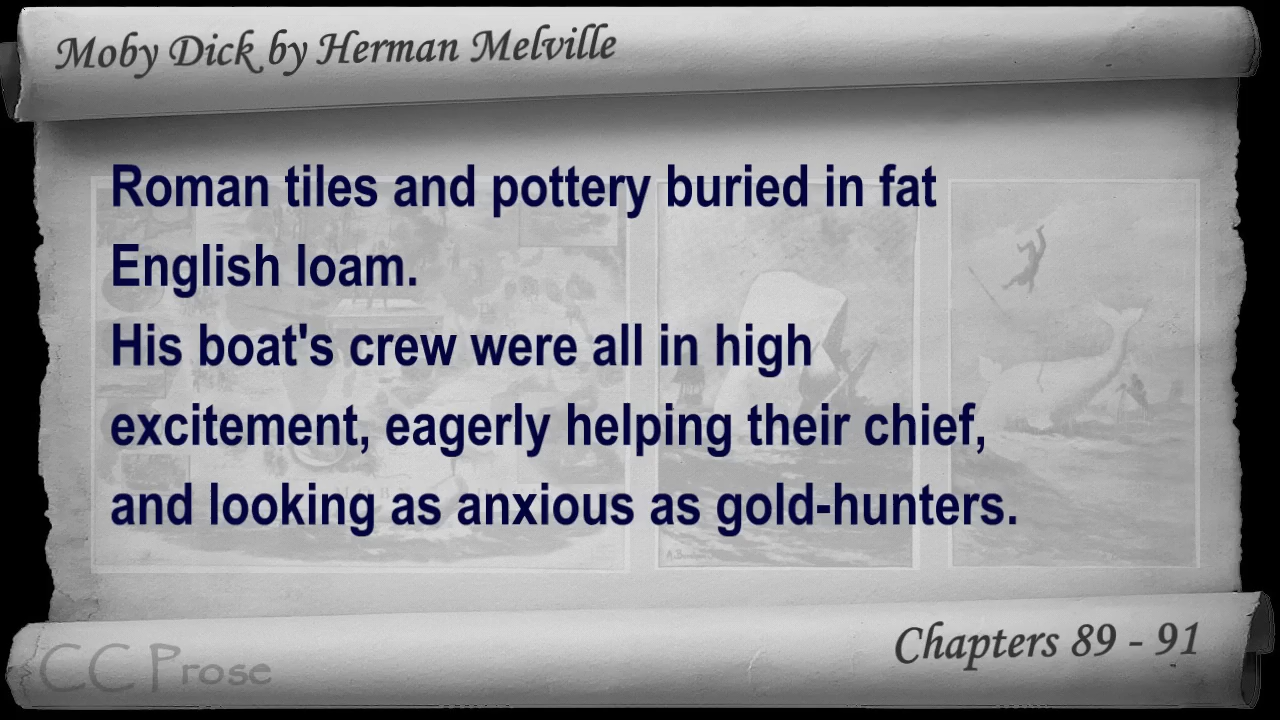 Moby Dick by Herman Melville
Roman tiles and pottery buried in fat
English loam.
His boat's crew were all in high
excitement, eagerly helping their chief,
and looking as anxious as gold-hunters.
Chapters 89 - 91
CC Prose